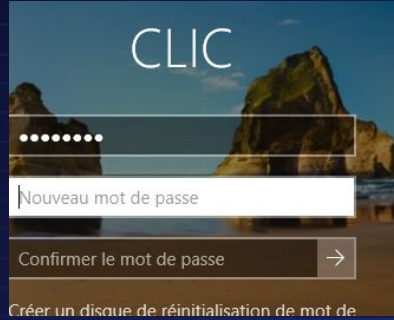 CLIC
Nouveau mot de passe
Confirmer le mot de passe
Créer un disque de réinitialisation de mot de